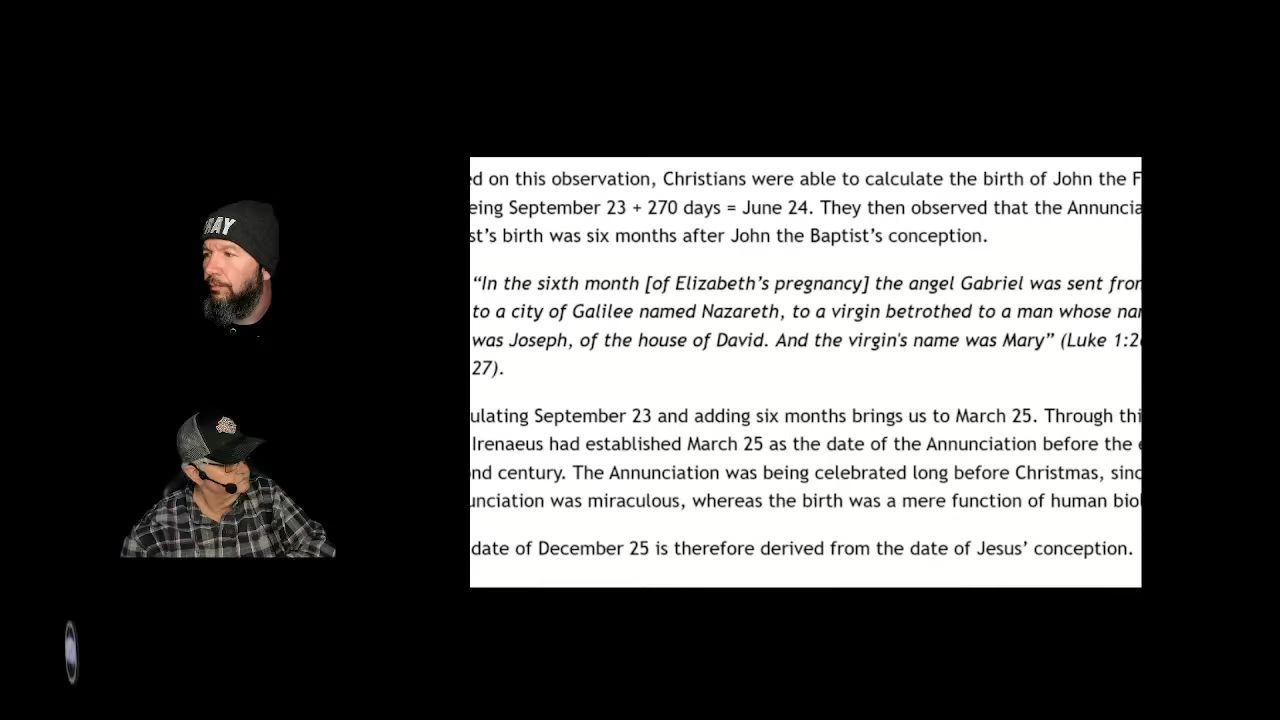 RAY
ed on this observation, Christians were able to calculate the birth of John the F
eing September 23 + 270 days = June 24. They then observed that the Annuncia
st’s birth was six months after John the Baptist’s conception.
“In the sixth month [of Elizabeth’s pregnancy] the angel Gabriel was sent from
to a city of Galilee named Nazareth, to a virgin betrothed to a man whose nam
was Joseph, of the house of David. And the virgin's name was Mary” (Luke 1:26
27).
ulating September 23 and adding six months brings us to March 25. Through thi
Irenaeus had established March 25 as the date of the Annunciation before the e
nd century. The Annunciation was being celebrated long before Christmas, sinc
unciation was miraculous, whereas the birth was a mere function of human biol
date of December 25 is therefore derived from the date of Jesus’ conception.